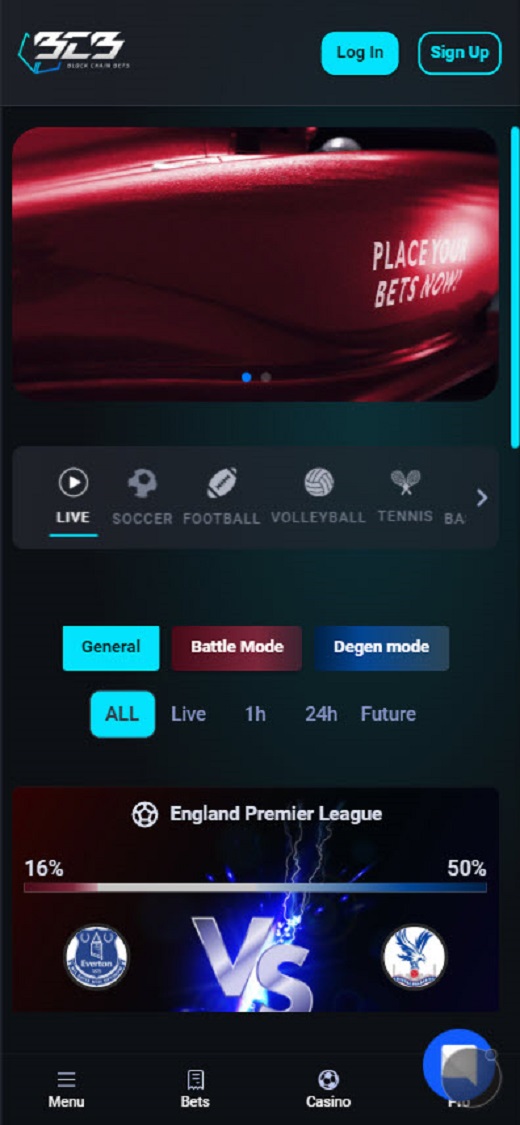 BCB
BLOCK CHAIN BETS
Log In
Sign Up
PLACE YOUR
BETS NOW!
LIVE
SOCCER
FOOTBALL
VOLLEYBALL
TENNIS
BA
General
Battle Mode
Degen mode
ALL
Live
1h
24h
Future
England Premier League
16%
50%
Everton
VS
Menu
Bets
Casino